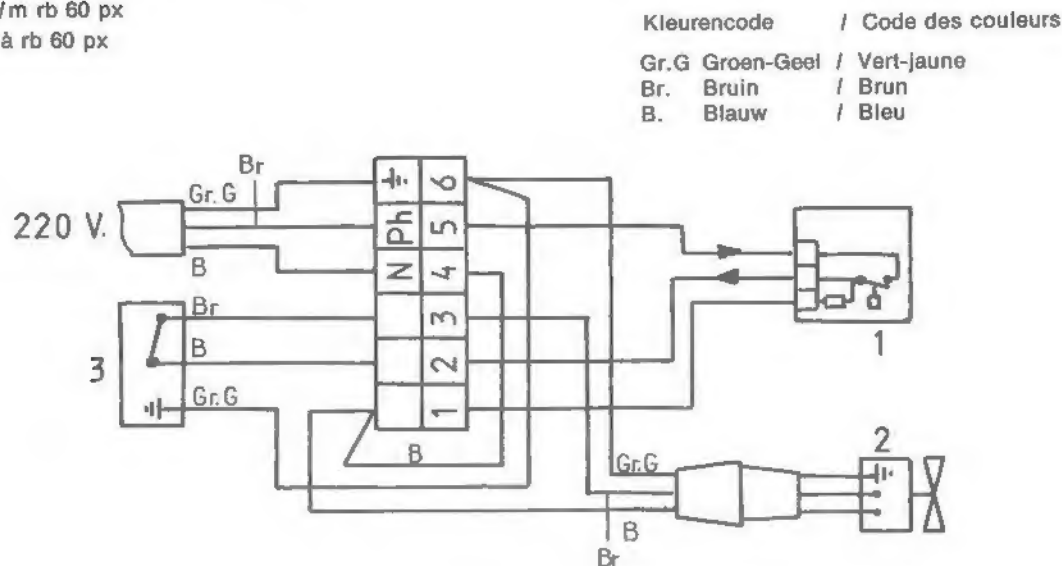 /m rb 60 px
à rb 60 px
Kleurencode / Code des couleurs
Gr.G Groen-Geel / Vert-jaune
Br. Bruin / Brun
B. Blauw / Bleu
Br
Gr.G
220 V.
B
Ph
N
6
5
4
3
2
1
Br
B
3
Gr.G
B
1
2
Gr.G
B
Br